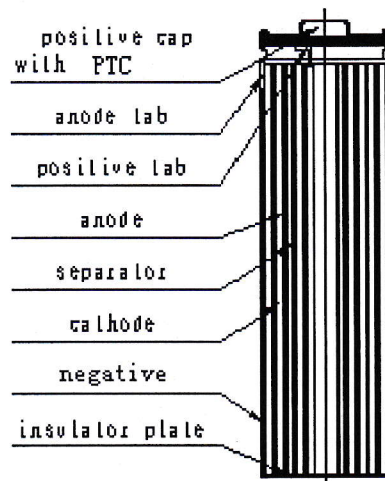 positive cap
with PTC
anode lab
positive lab
anode
separator
cathode
negative
insulator plate